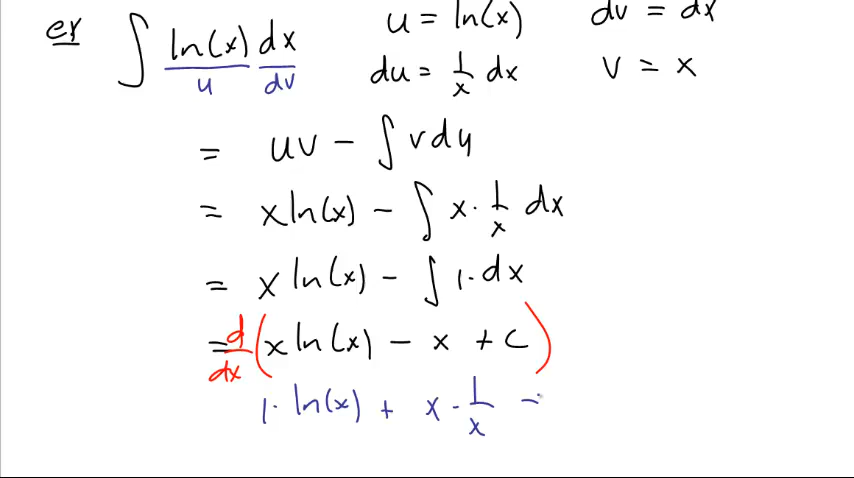 ex ∫ ln(x) dx u = ln(x) dv = dx
u dv du = 1/x dx v = x
= uv - ∫ v du
= x ln(x) - ∫ x · 1/x dx
= x ln(x) - ∫ 1 · dx
= d/dx ( x ln(x) - x + C )
1 · ln(x) + x · 1/x -